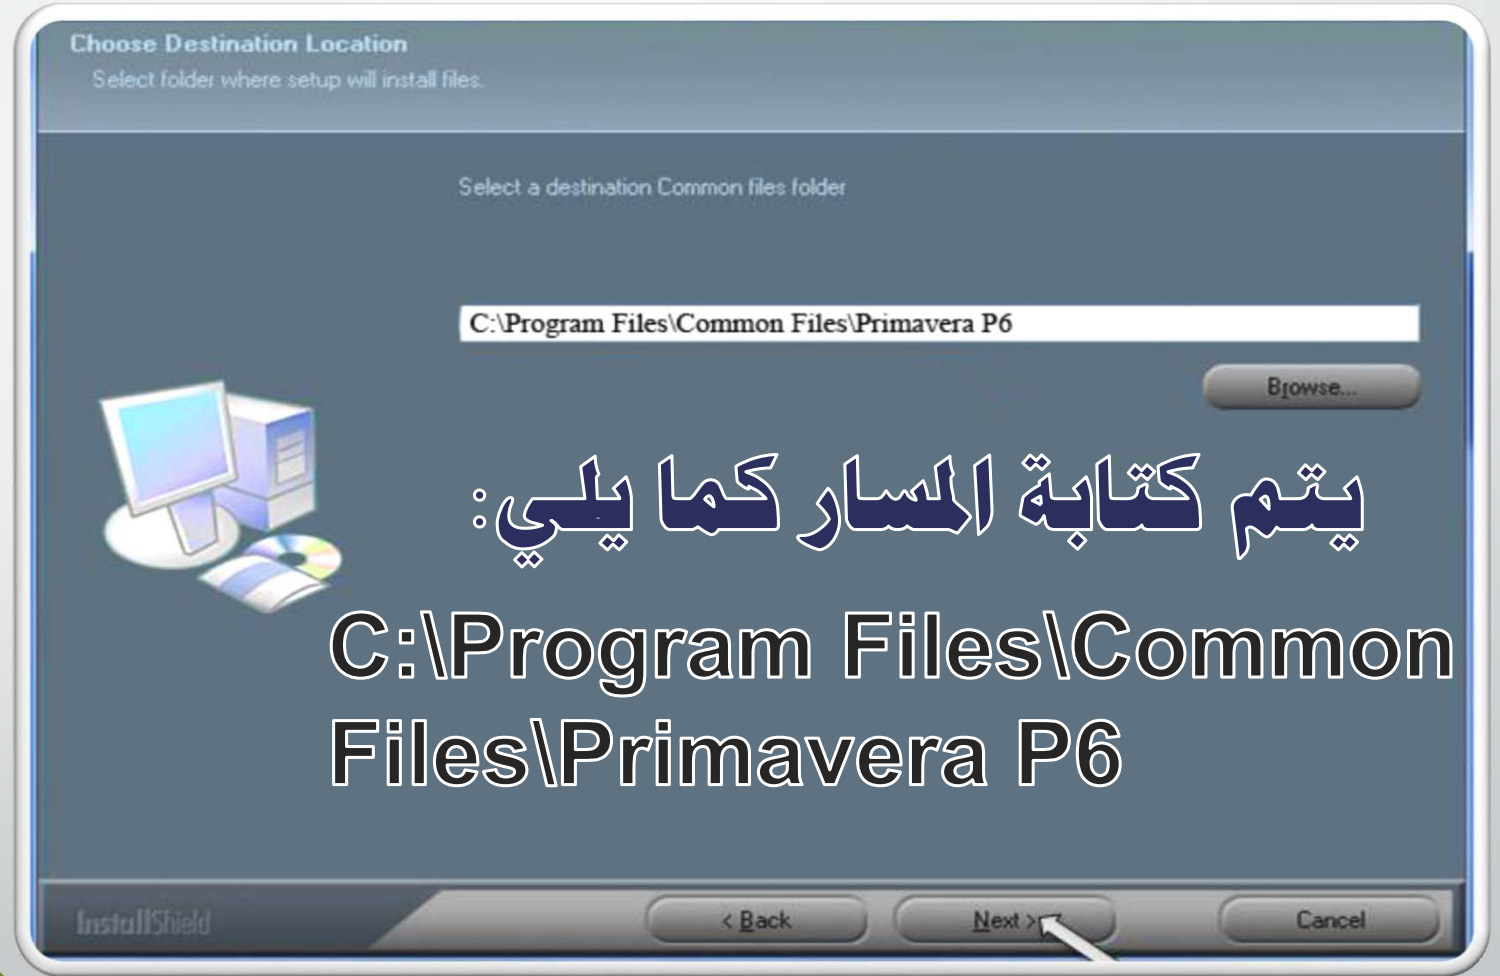 Choose Destination Location
Select folder where setup will install files.
Select a destination Common files folder
C:\Program Files\Common Files\Primavera P6
Browse...
يتم كتابة المسار كما يلي:
C:\Program Files\Common
Files\Primavera P6
InstallShield
< Back
Next >
Cancel